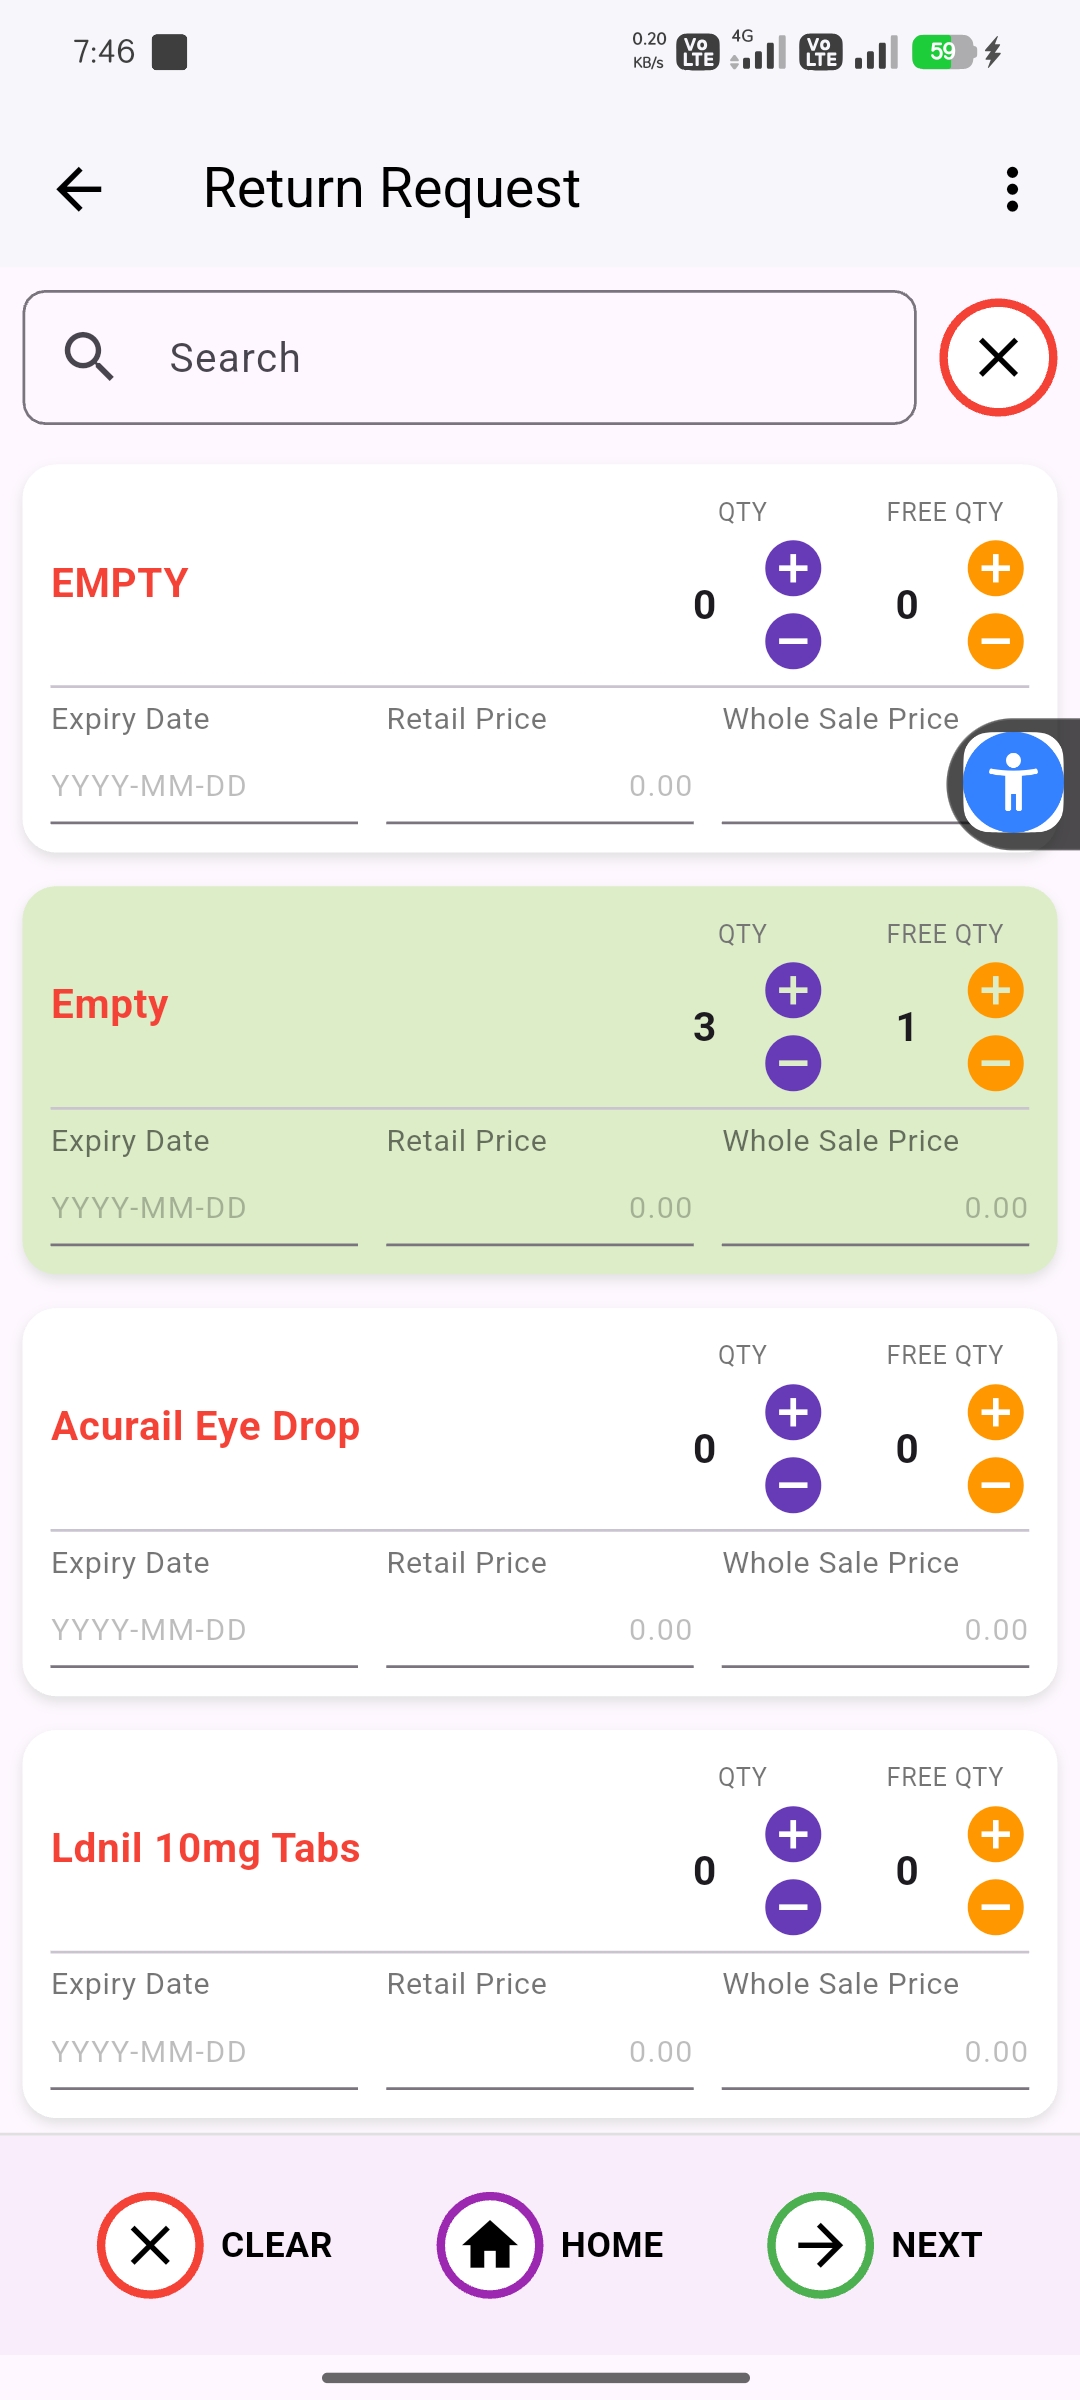 7:46 0.20 KB/s Vo LTE 4G Vo LTE 59
Return Request
Search
QTY FREE QTY
EMPTY 0 0
Expiry Date Retail Price Whole Sale Price
YYYY-MM-DD 0.00
QTY FREE QTY
Empty 3 1
Expiry Date Retail Price Whole Sale Price
YYYY-MM-DD 0.00 0.00
QTY FREE QTY
Acurail Eye Drop 0 0
Expiry Date Retail Price Whole Sale Price
YYYY-MM-DD 0.00 0.00
QTY FREE QTY
Ldnil 10mg Tabs 0 0
Expiry Date Retail Price Whole Sale Price
YYYY-MM-DD 0.00 0.00
CLEAR HOME NEXT